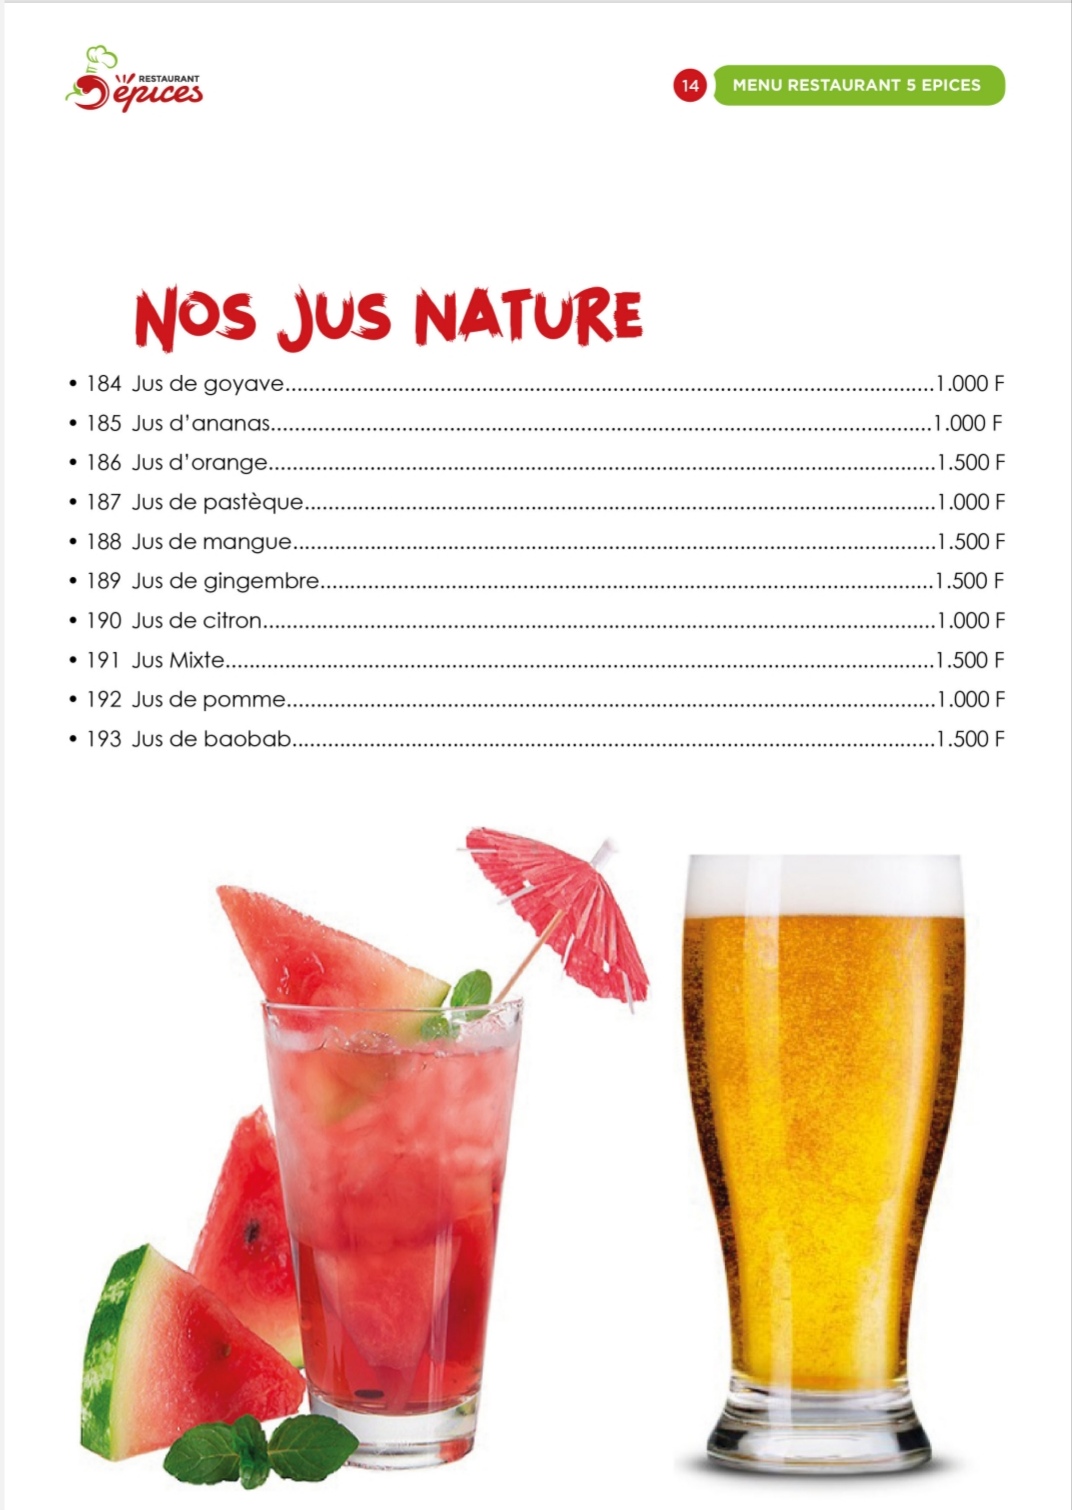 RESTAURANT
5 épices
14 MENU RESTAURANT 5 EPICES
NOS JUS NATURE
• 184 Jus de goyave..........1.000 F
• 185 Jus d’ananas..........1.000 F
• 186 Jus d’orange..........1.500 F
• 187 Jus de pastèque..........1.000 F
• 188 Jus de mangue..........1.500 F
• 189 Jus de gingembre..........1.500 F
• 190 Jus de citron..........1.000 F
• 191 Jus Mixte..........1.500 F
• 192 Jus de pomme..........1.000 F
• 193 Jus de baobab..........1.500 F